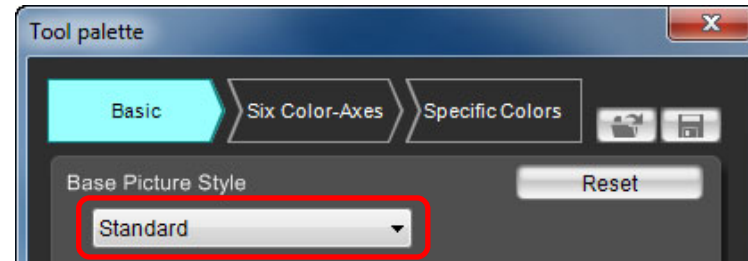 Tool palette
Basic Six Color-Axes Specific Colors
Base Picture Style Reset
Standard